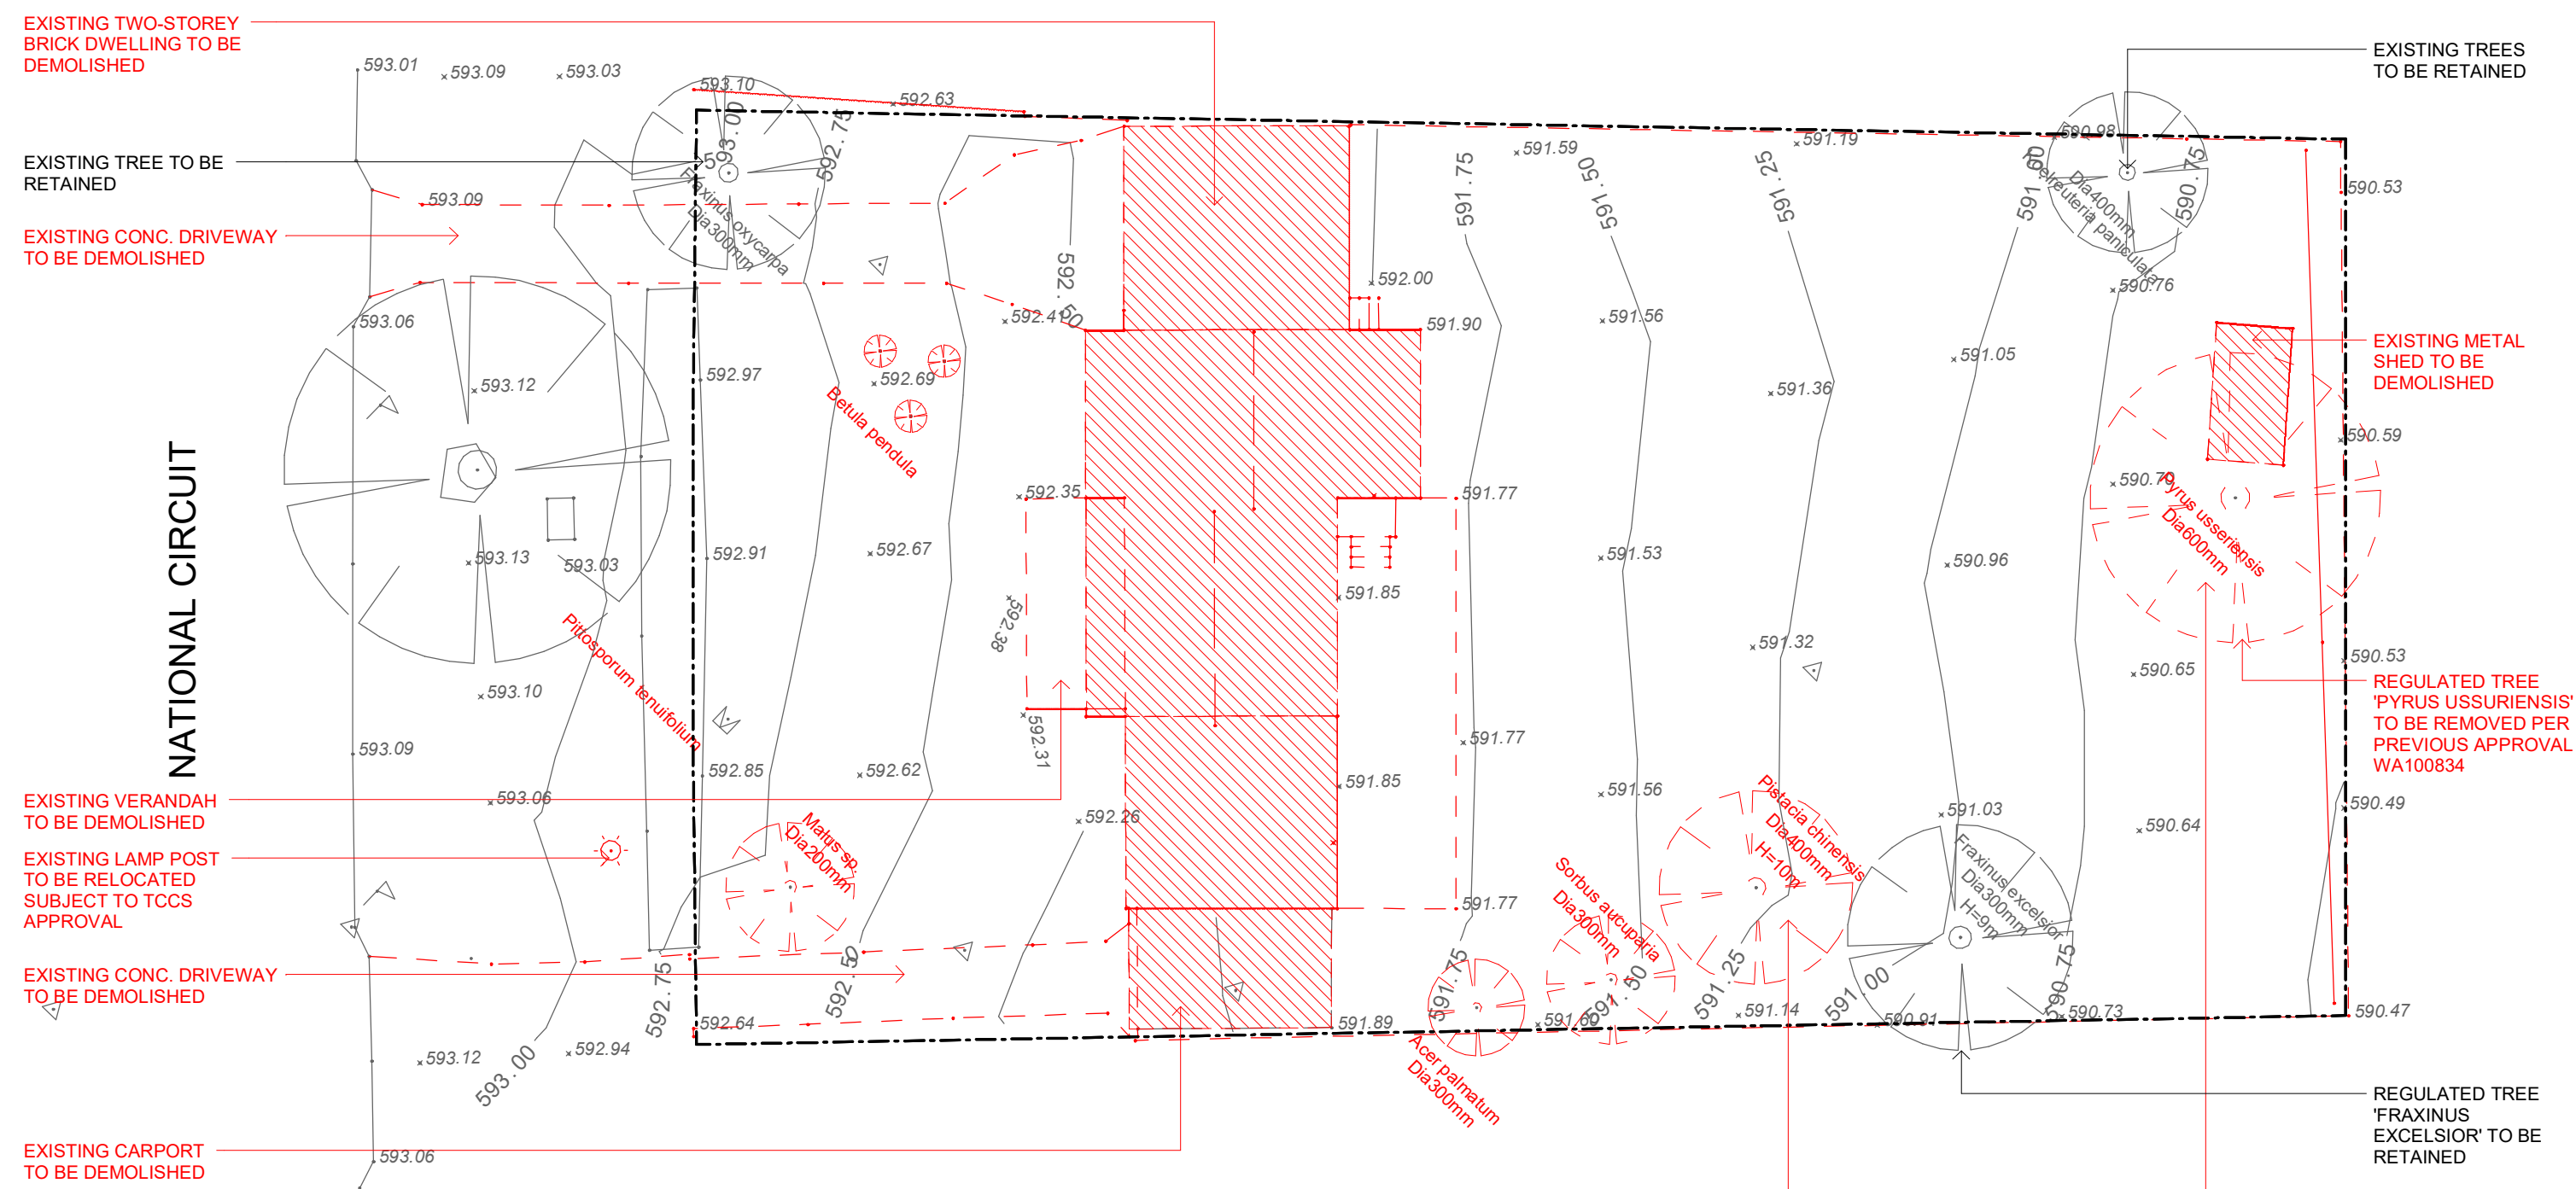 EXISTING TWO-STOREY
BRICK DWELLING TO BE
DEMOLISHED
EXISTING TREE TO BE
RETAINED
EXISTING CONC. DRIVEWAY
TO BE DEMOLISHED
NATIONAL CIRCUIT
EXISTING VERANDAH
TO BE DEMOLISHED
EXISTING LAMP POST
TO BE RELOCATED
SUBJECT TO TCCS
APPROVAL
EXISTING CONC. DRIVEWAY
TO BE DEMOLISHED
EXISTING CARPORT
TO BE DEMOLISHED
593.01
593.09
593.03
593.10
592.63
593.00
592.75
593.09
Fraxinus oxycarpa
Dia300mm
593.06
593.12
592.97
592.69
592.41
592.50
Betula pendula
592.35
593.13
593.03
592.91
592.67
592.38
593.10
Pittosporum tenuifolium
592.31
593.09
593.06
592.85
592.62
592.26
Malus sp.
Dia200mm
592.75
592.50
592.64
593.12
592.94
593.00
593.06
591.59
591.19
590.98
591.75
591.50
591.25
591.00
590.75
590.53
Dia400mm
Koelreuteria paniculata
592.00
591.90
591.56
590.76
591.05
591.36
590.59
591.77
590.70
Pyrus usseriensis
Dia600mm
591.53
590.96
591.85
591.32
590.65
590.53
591.77
591.85
591.56
591.03
590.49
590.64
Pistacia chinensis
Dia400mm
H=10m
Fraxinus excelsior
Dia300mm
H=9m
Sorbus aucuparia
Dia300mm
591.77
591.75
591.50
591.25
591.00
590.75
591.89
591.60
591.14
590.91
590.73
590.47
Acer palmatum
Dia300mm
EXISTING TREES
TO BE RETAINED
EXISTING METAL
SHED TO BE
DEMOLISHED
REGULATED TREE
'PYRUS USSURIENSIS'
TO BE REMOVED PER
PREVIOUS APPROVAL
WA100834
REGULATED TREE
'FRAXINUS
EXCELSIOR' TO BE
RETAINED